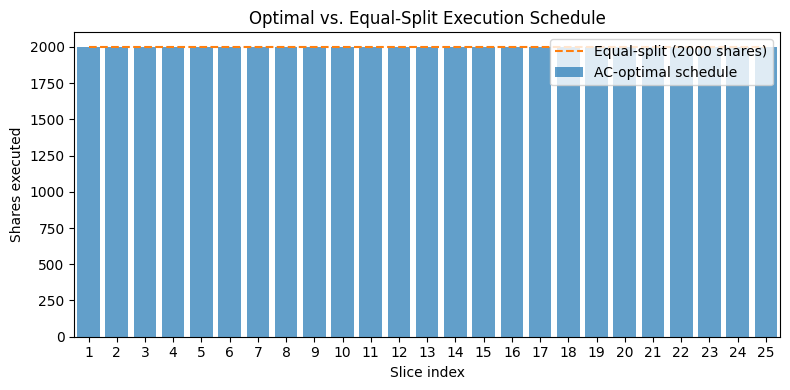 Optimal vs. Equal-Split Execution Schedule
Equal-split (2000 shares)
AC-optimal schedule
Shares executed
2000
1750
1500
1250
1000
750
500
250
0
1 2 3 4 5 6 7 8 9 10 11 12 13 14 15 16 17 18 19 20 21 22 23 24 25
Slice index